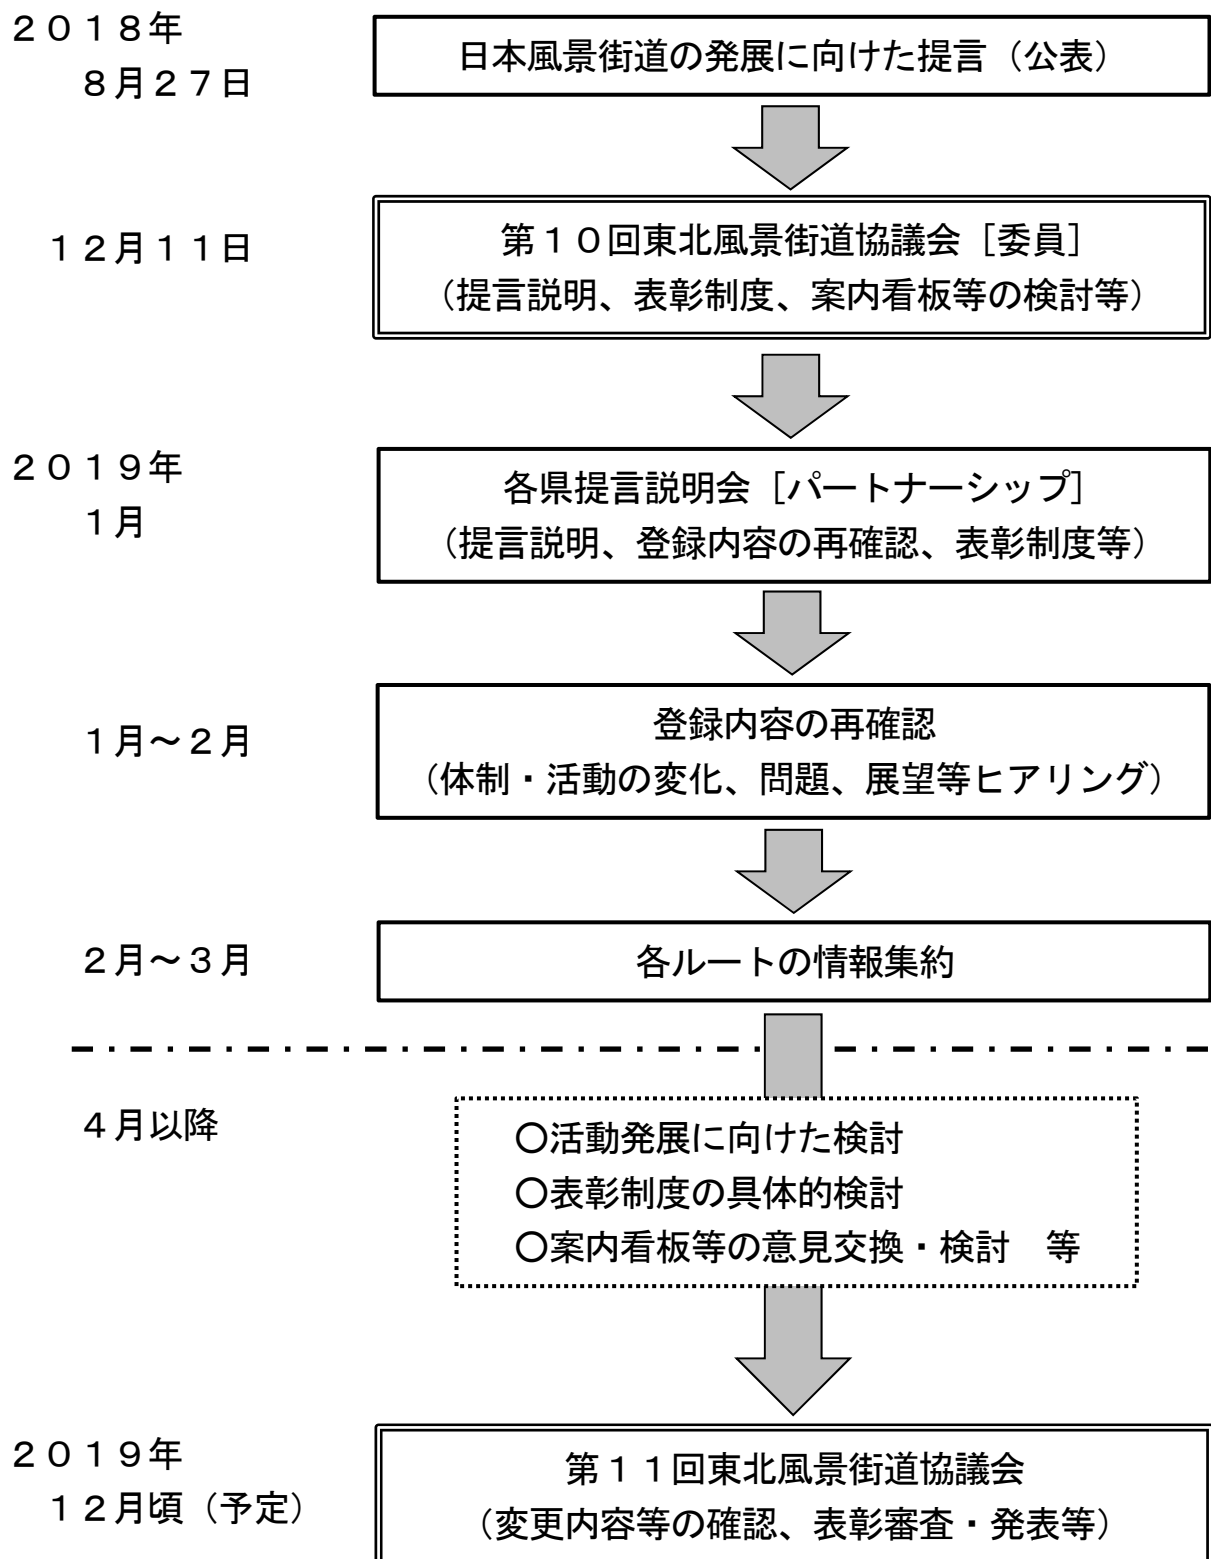 ２０１８年
８月２７日
日本風景街道の発展に向けた提言（公表）
１２月１１日
第１０回東北風景街道協議会［委員］
（提言説明、表彰制度、案内看板等の検討等）
２０１９年
１月
各県提言説明会［パートナーシップ］
（提言説明、登録内容の再確認、表彰制度等）
１月～２月
登録内容の再確認
（体制・活動の変化、問題、展望等ヒアリング）
２月～３月
各ルートの情報集約
４月以降
〇活動発展に向けた検討
〇表彰制度の具体的検討
〇案内看板等の意見交換・検討　等
２０１９年
１２月頃（予定）
第１１回東北風景街道協議会
（変更内容等の確認、表彰審査・発表等）